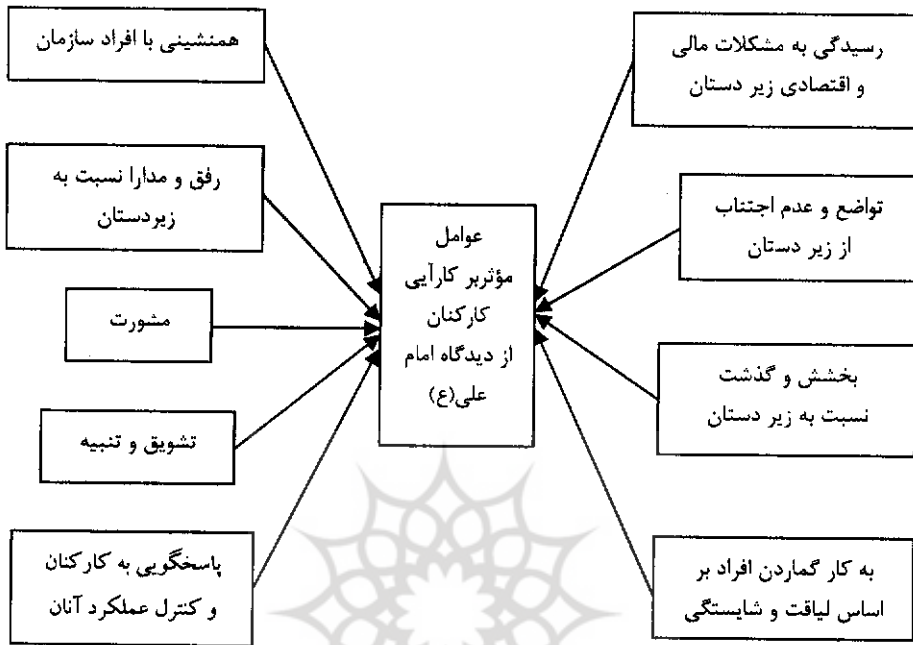 رسیدگی به مشکلات مالی
و اقتصادی زیر دستان
تواضع و عدم اجتناب
از زیر دستان
بخشش و گذشت
نسبت به زیر دستان
به کار گماردن افراد بر
اساس لیاقت و شایستگی
عوامل
مؤثربر کارآیی
کارکنان
از دیدگاه امام
علی(ع)
همنشینی با افراد سازمان
رفق و مدارا نسبت به
زیردستان
مشورت
تشویق و تنبیه
پاسخگویی به کارکنان
و کنترل عملکرد آنان